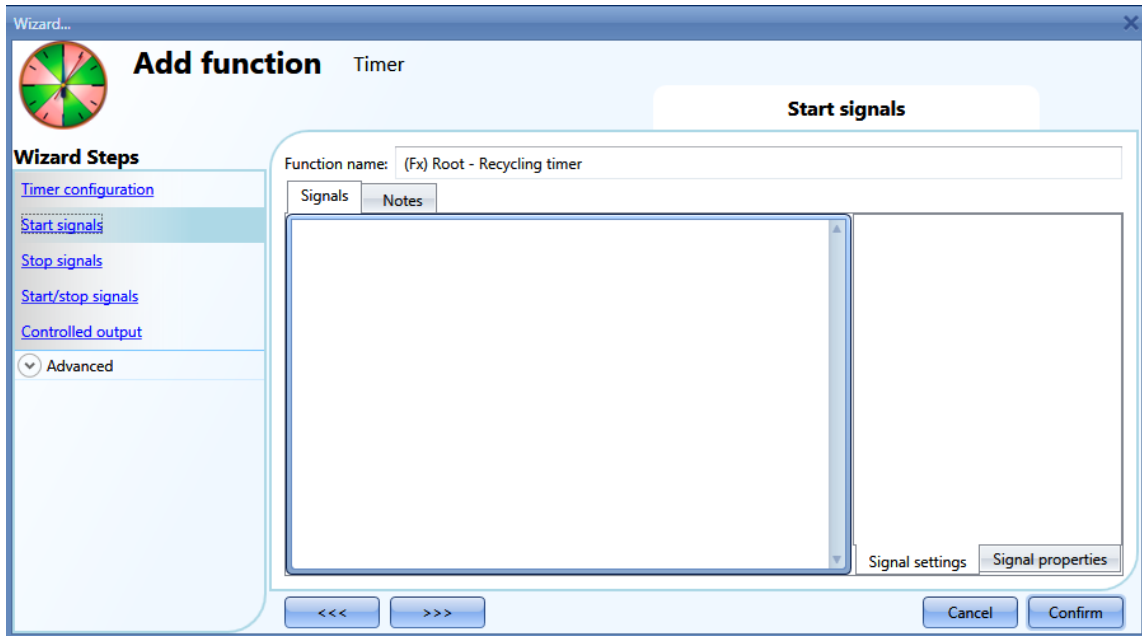 Wizard...
Add function Timer
Start signals
Wizard Steps
Timer configuration
Start signals
Stop signals
Start/stop signals
Controlled output
Advanced
Function name: (Fx) Root - Recycling timer
Signals Notes
Signal settings Signal properties
<<< >>> Cancel Confirm